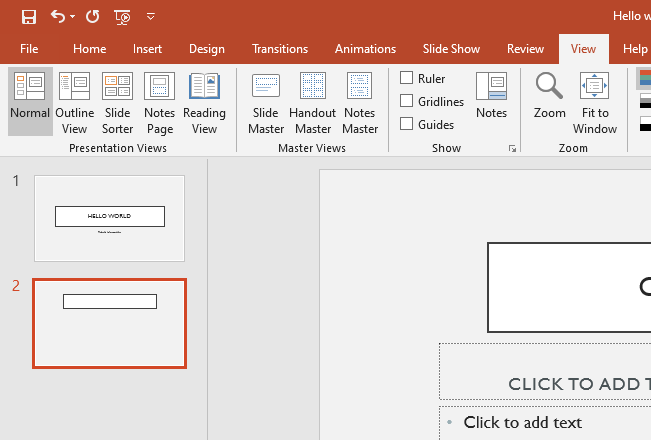 Hello w
File Home Insert Design Transitions Animations Slide Show Review View Help
Normal Outline View Slide Sorter Notes Page Reading View Slide Master Handout Master Notes Master Ruler Gridlines Guides Notes Zoom Fit to Window
Presentation Views Master Views Show Zoom
1
HELLO WORLD
2
CLICK TO ADD T
• Click to add text